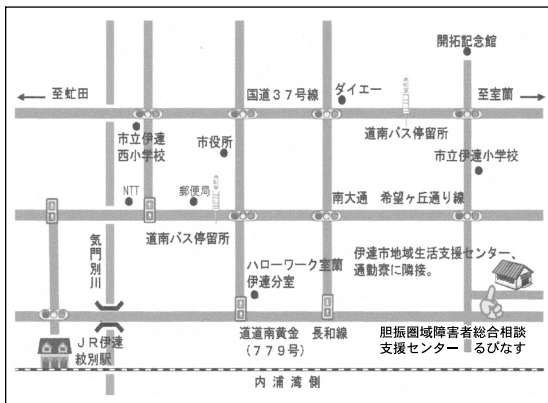 開拓記念館
至虻田
国道37号線
ダイエー
至室蘭
道南バス停留所
市立伊達
西小学校
市役所
市立伊達小学校
NTT
郵便局
南大通 希望ヶ丘通り線
道南バス停留所
気門別川
ハローワーク室蘭
伊達分室
伊達市地域生活支援センター、
通勤寮に隣接。
JR伊達
紋別駅
道道南黄金 長和線
(779号)
胆振圏域障害者総合相談
支援センター るぴなす
内浦湾側